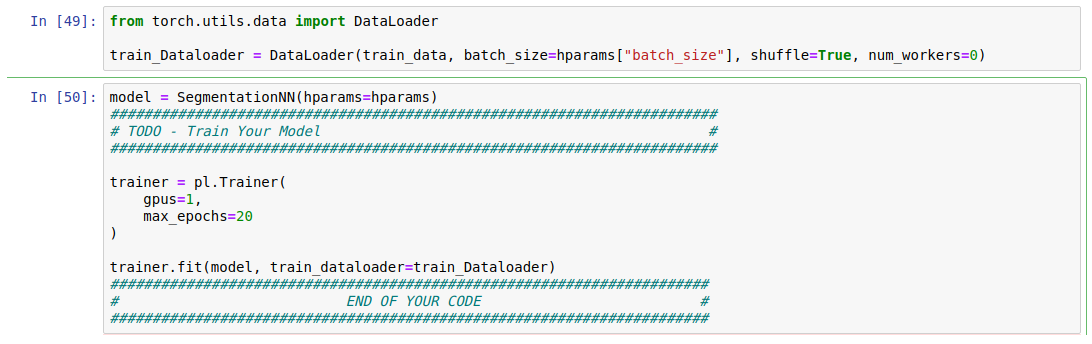 In [49]: from torch.utils.data import DataLoader
train_Dataloader = DataLoader(train_data, batch_size=hparams["batch_size"], shuffle=True, num_workers=0)
In [50]: model = SegmentationNN(hparams=hparams)
########################################################################
# TODO - Train Your Model                                              #
########################################################################
trainer = pl.Trainer(
    gpus=1,
    max_epochs=20
)
trainer.fit(model, train_dataloader=train_Dataloader)
#######################################################################
#                           END OF YOUR CODE                          #
#######################################################################